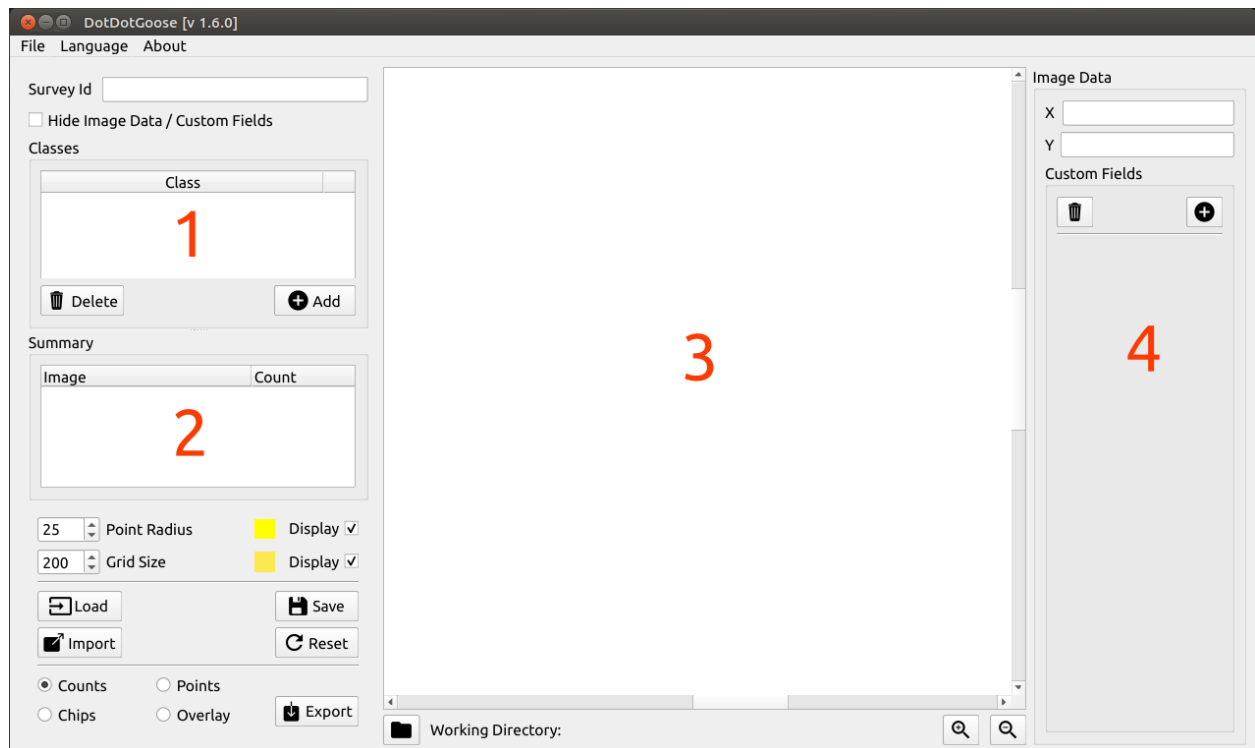 DotDotGoose [v 1.6.0]
File Language About
Survey Id
Hide Image Data / Custom Fields
Classes
Class
1
Delete
Add
Summary
Image Count
2
25 Point Radius Display
200 Grid Size Display
Load Save
Import Reset
Counts Points
Chips Overlay Export
3
Working Directory:
Image Data
X
Y
Custom Fields
4